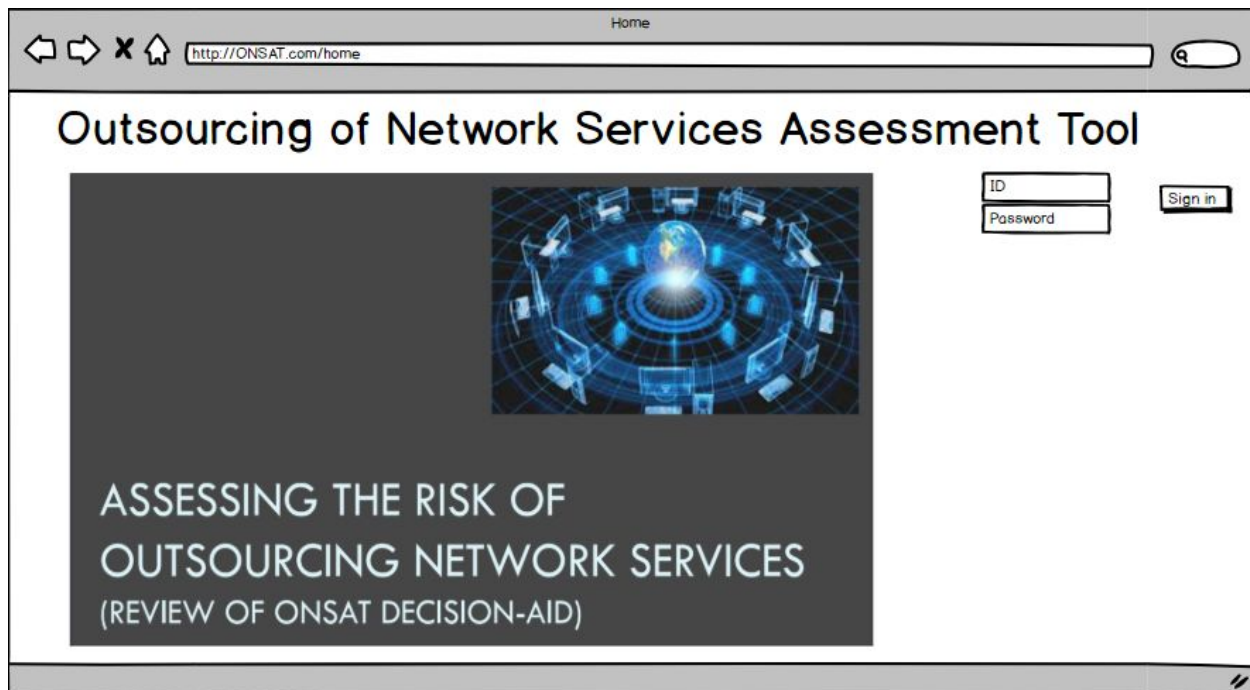 Home
http://ONSAT.com/home
Outsourcing of Network Services Assessment Tool
ID
Password
Sign in
ASSESSING THE RISK OF
OUTSOURCING NETWORK SERVICES
(REVIEW OF ONSAT DECISION-AID)